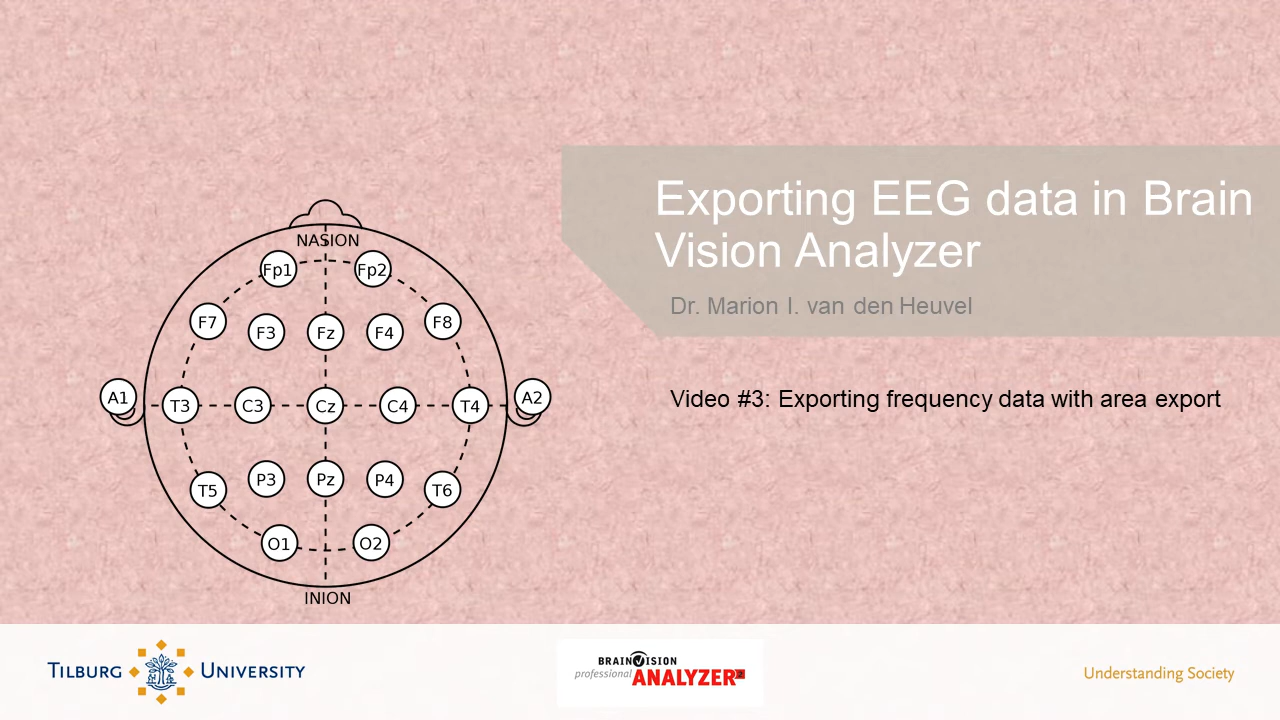 Exporting EEG data in Brain
Vision Analyzer
Dr. Marion I. van den Heuvel
Video #3: Exporting frequency data with area export
NASION
Fp1 Fp2
F7 F3 Fz F4 F8
A1 T3 C3 Cz C4 T4 A2
T5 P3 Pz P4 T6
O1 O2
INION
TILBURG UNIVERSITY
BRAINVISION
professional ANALYZER 2
Understanding Society